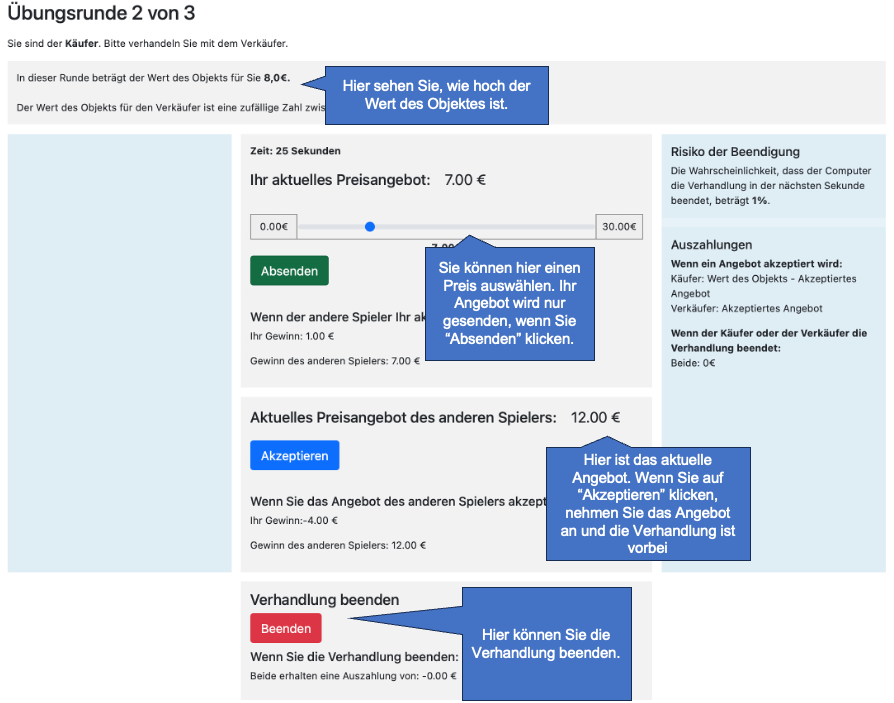 Übungsrunde 2 von 3
Sie sind der Käufer. Bitte verhandeln Sie mit dem Verkäufer.
In dieser Runde beträgt der Wert des Objekts für Sie 8,0€.
Der Wert des Objekts für den Verkäufer ist eine zufällige Zahl
Hier sehen Sie, wie hoch der
Wert des Objektes ist.
Zeit: 25 Sekunden
Ihr aktuelles Preisangebot: 7.00 €
0.00€
30.00€
Absenden
Sie können hier einen
Preis auswählen. Ihr
Angebot wird nur
gesenden, wenn Sie
“Absenden” klicken.
Wenn der andere Spieler Ihr
Ihr Gewinn: 1.00 €
Gewinn des anderen Spielers: 7.00 €
Aktuelles Preisangebot des anderen Spielers: 12.00 €
Akzeptieren
Wenn Sie das Angebot des anderen Spielers
Ihr Gewinn:-4.00 €
Gewinn des anderen Spielers: 12.00 €
Hier ist das aktuelle
Angebot. Wenn Sie auf
“Akzeptieren” klicken,
nehmen Sie das Angebot
an und die Verhandlung ist
vorbei
Verhandlung beenden
Beenden
Wenn Sie die Verhandlung beenden:
Beide erhalten eine Auszahlung von: -0.00 €
Hier können Sie die
Verhandlung beenden.
Risiko der Beendigung
Die Wahrscheinlichkeit, dass der Computer
die Verhandlung in der nächsten Sekunde
beendet, beträgt 1%.
Auszahlungen
Wenn ein Angebot akzeptiert wird:
Käufer: Wert des Objekts - Akzeptiertes
Angebot
Verkäufer: Akzeptiertes Angebot
Wenn der Käufer oder der Verkäufer die
Verhandlung beendet:
Beide: 0€